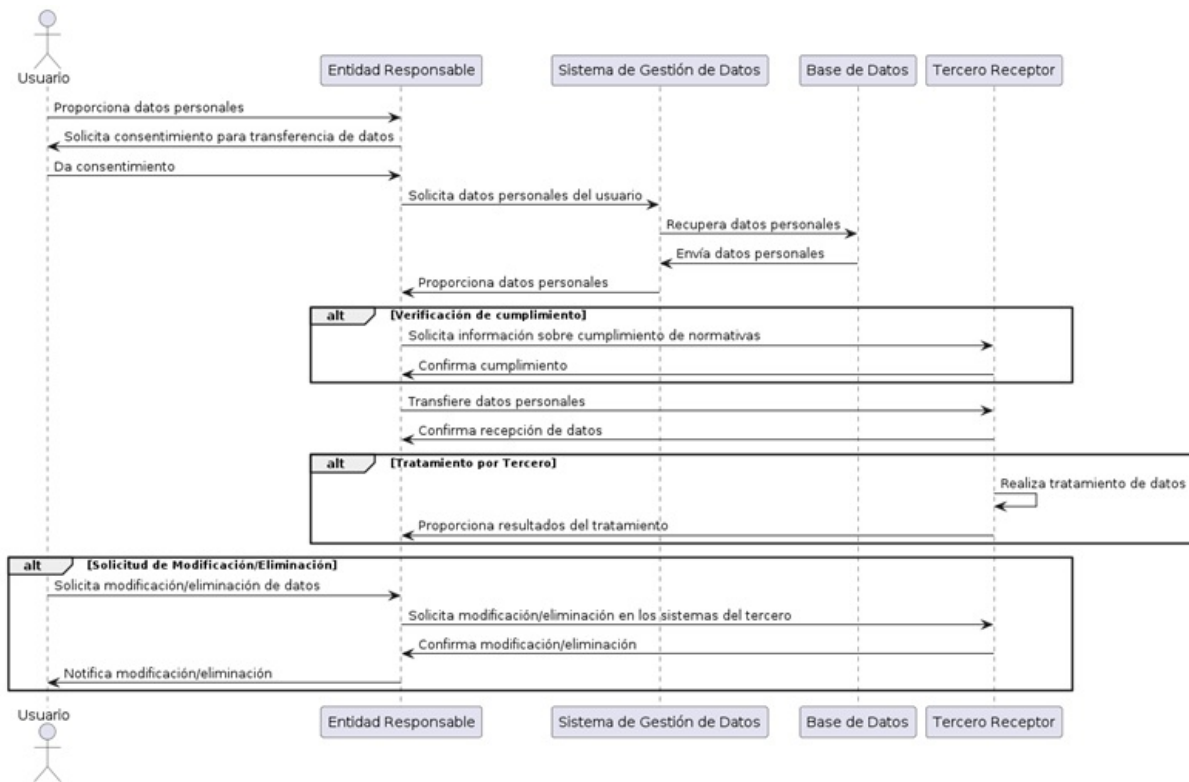 Usuario
Entidad Responsable
Sistema de Gestión de Datos
Base de Datos
Tercero Receptor
Proporciona datos personales
Solicita consentimiento para transferencia de datos
Da consentimiento
Solicita datos personales del usuario
Recupera datos personales
Envía datos personales
Proporciona datos personales
alt [Verificación de cumplimiento]
Solicita información sobre cumplimiento de normativas
Confirma cumplimiento
Transfiere datos personales
Confirma recepción de datos
alt [Tratamiento por Tercero]
Realiza tratamiento de datos
Proporciona resultados del tratamiento
alt [Solicitud de Modificación/Eliminación]
Solicita modificación/eliminación de datos
Solicita modificación/eliminación en los sistemas del tercero
Confirma modificación/eliminación
Notifica modificación/eliminación
Usuario
Entidad Responsable
Sistema de Gestión de Datos
Base de Datos
Tercero Receptor